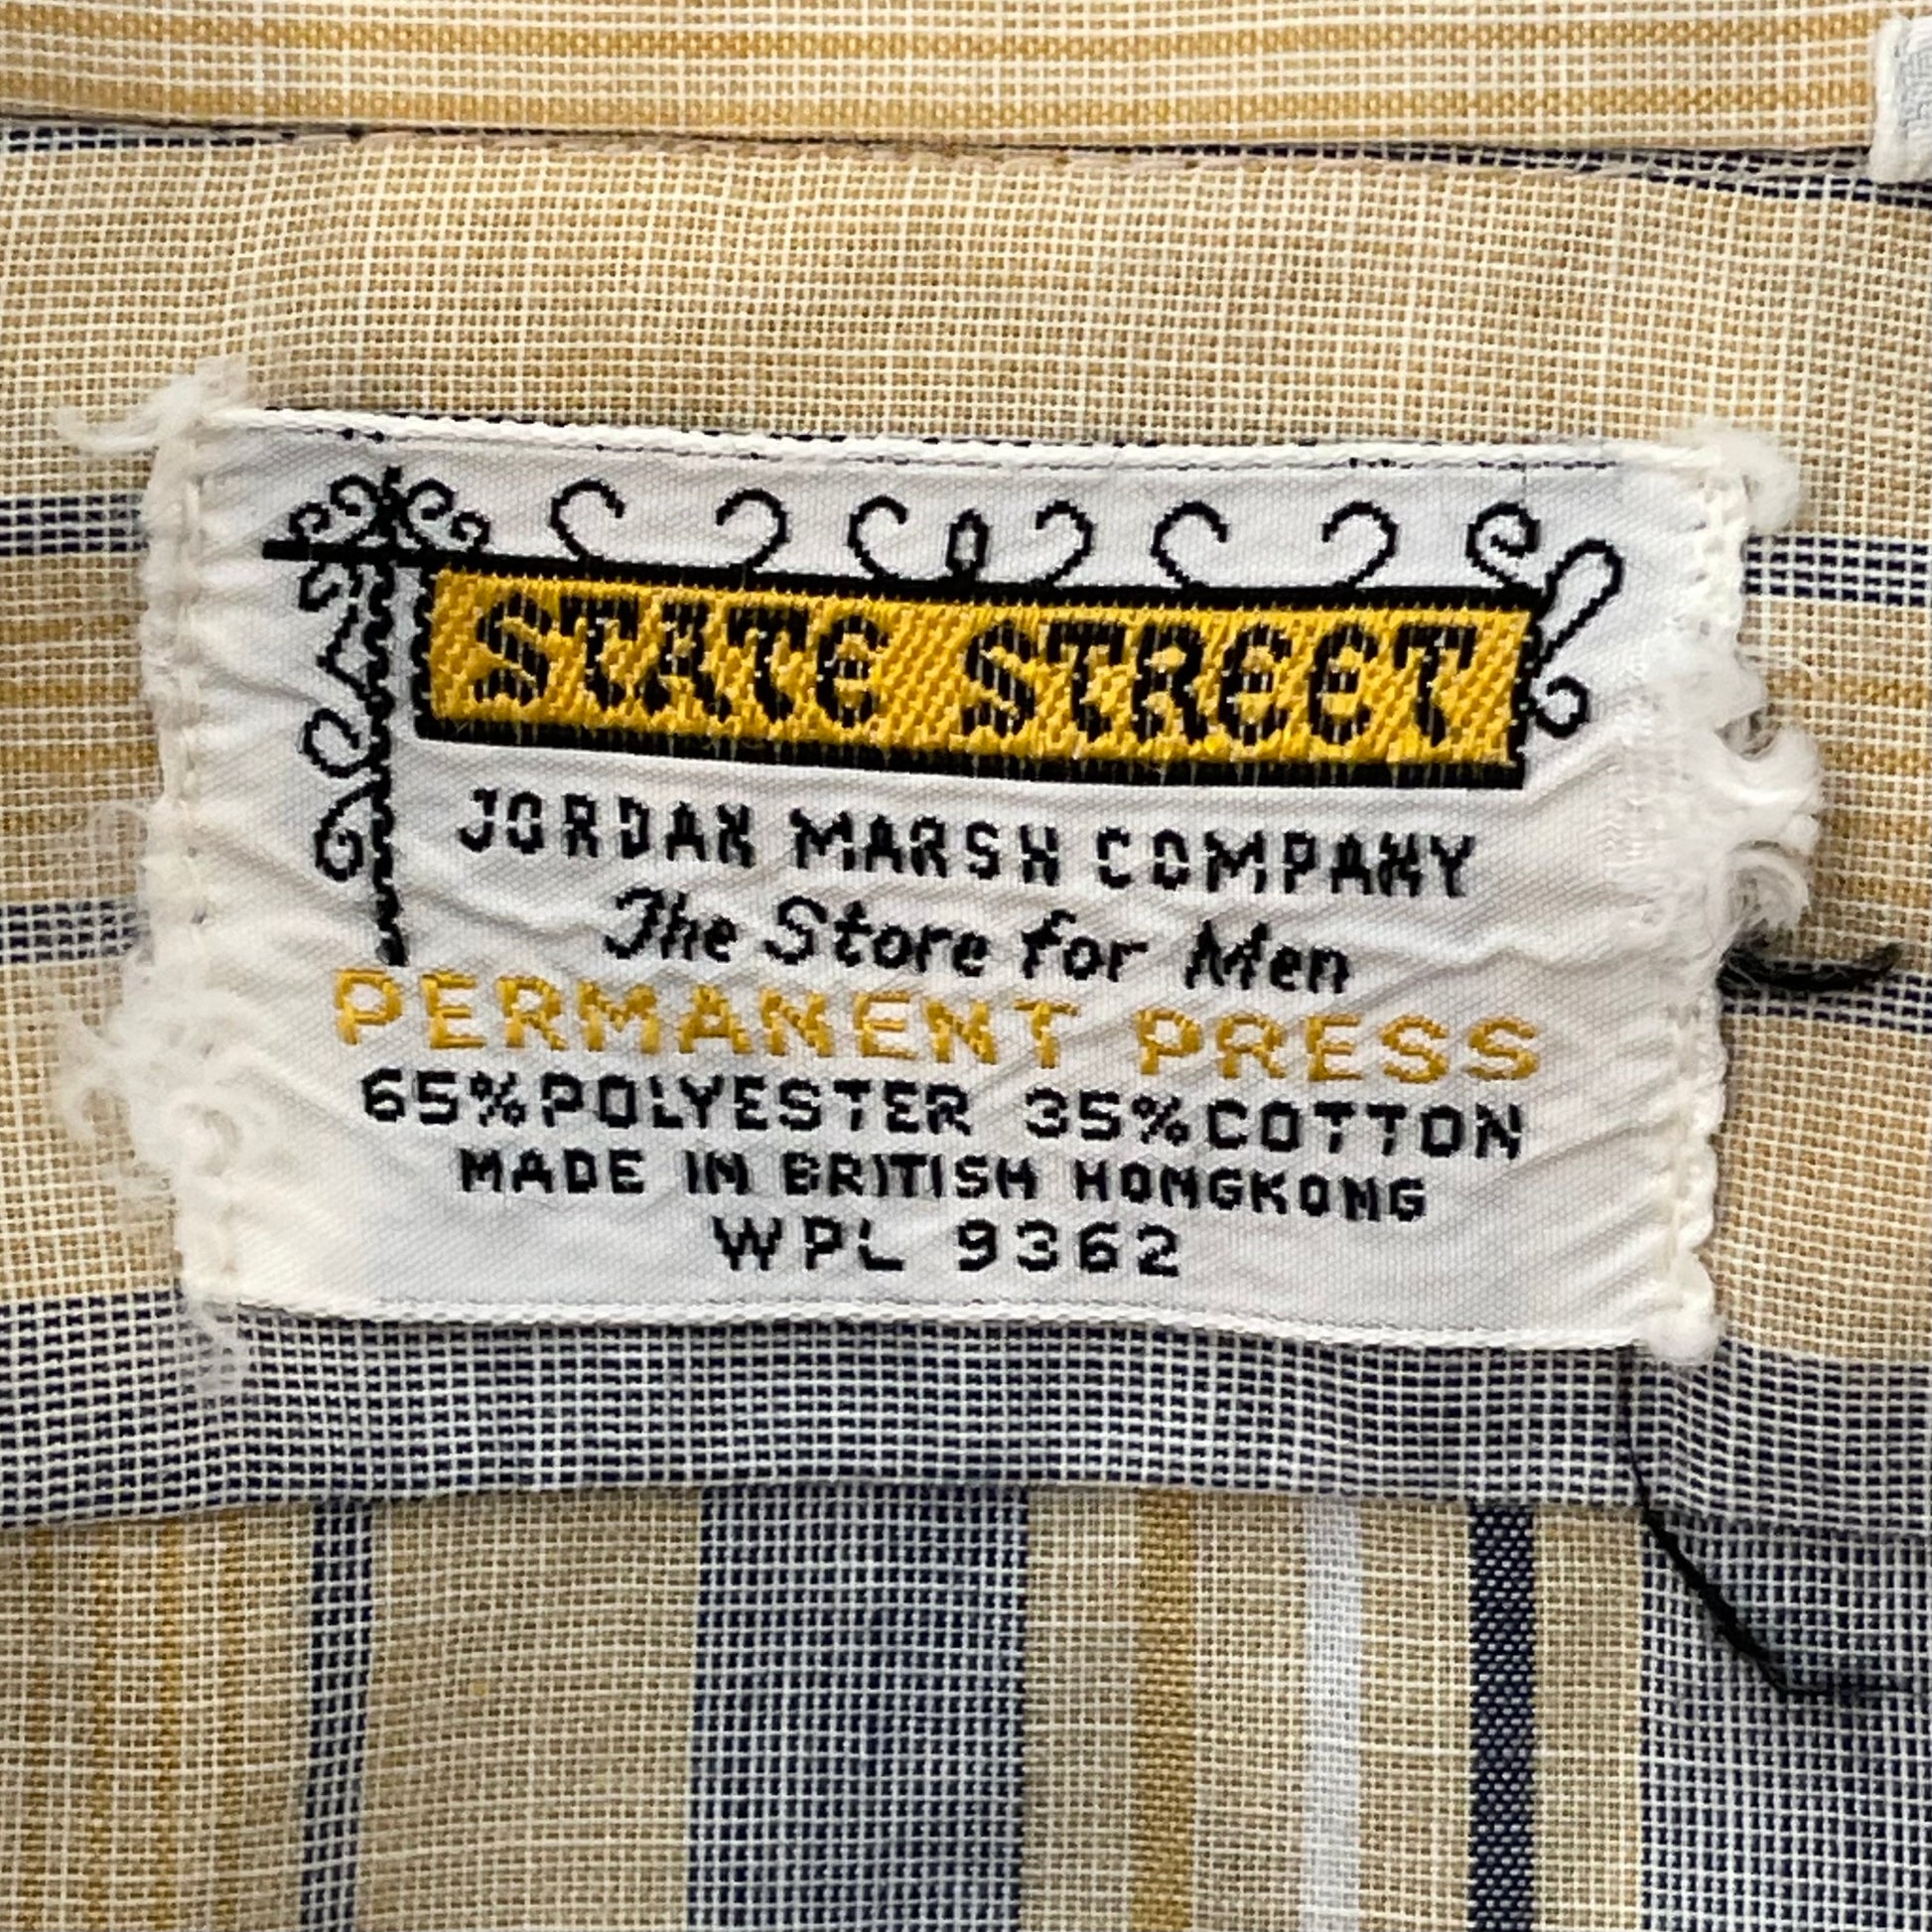 STATE STREET
JORDAN MARSH COMPANY
The Store for Men
PERMANENT PRESS
65%POLYESTER 35%COTTON
MADE IN BRITISH HONGKONG
WPL 9362